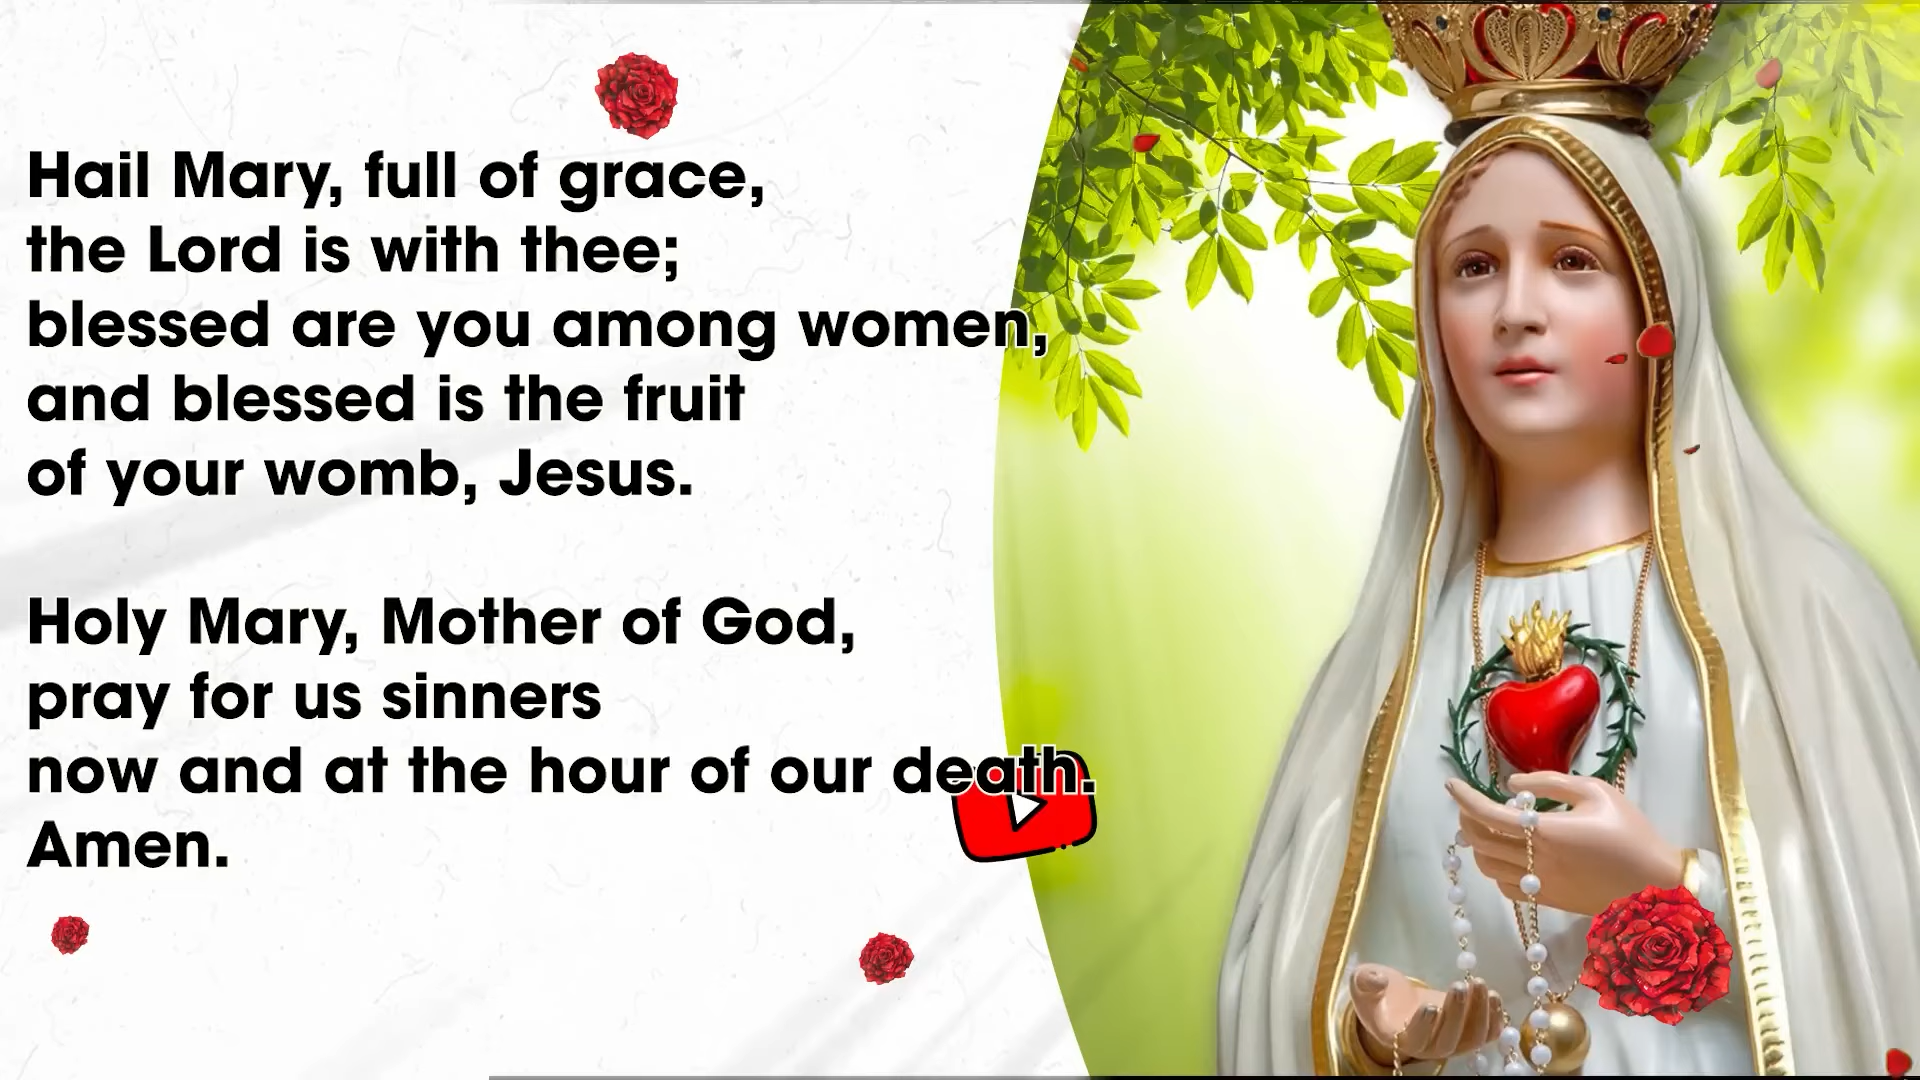 Hail Mary, full of grace,
the Lord is with thee;
blessed are you among women,
and blessed is the fruit
of your womb, Jesus.
Holy Mary, Mother of God,
pray for us sinners
now and at the hour of our death.
Amen.